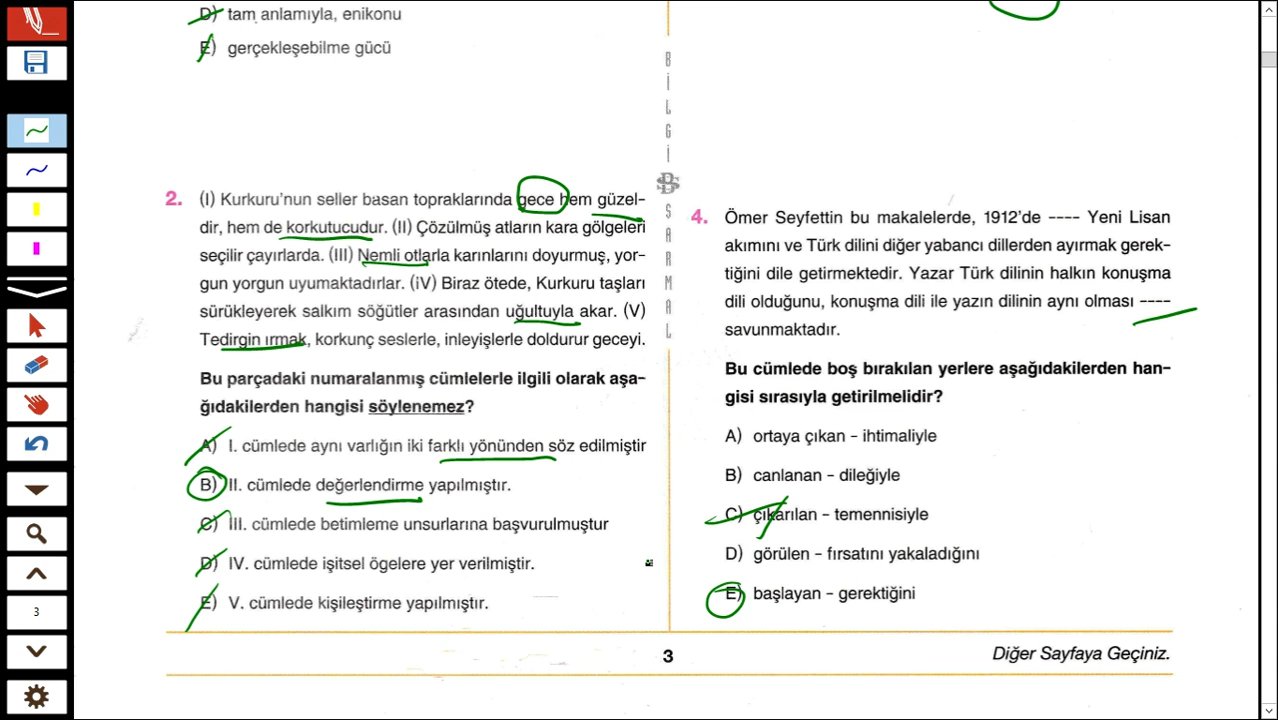 D) tam anlamıyla, enikonu
E) gerçekleşebilme gücü
2. (I) Kurkuru'nun seller basan topraklarında gece hem güzel-
dir, hem de korkutucudur. (II) Çözülmüş atların kara gölgeleri
seçilir çayırlarda. (III) Nemli otlarla karınlarını doyurmuş, yor-
gun yorgun uyumaktadırlar. (iV) Biraz ötede, Kurkuru taşları
sürükleyerek salkım söğütler arasından uğultuyla akar. (V)
Tedirgin ırmak, korkunç seslerle, inleyişlerle doldurur geceyi.
Bu parçadaki numaralanmış cümlelerle ilgili olarak aşa-
ğıdakilerden hangisi söylenemez?
A) I. cümlede aynı varlığın iki farklı yönünden söz edilmiştir
B) II. cümlede değerlendirme yapılmıştır.
C) III. cümlede betimleme unsurlarına başvurulmuştur
D) IV. cümlede işitsel ögelere yer verilmiştir.
E) V. cümlede kişileştirme yapılmıştır.
BİLGİ
SARMAL
4. Ömer Seyfettin bu makalelerde, 1912'de ---- Yeni Lisan
akımını ve Türk dilini diğer yabancı dillerden ayırmak gerek-
tiğini dile getirmektedir. Yazar Türk dilinin halkın konuşma
dili olduğunu, konuşma dili ile yazın dilinin aynı olması ----
savunmaktadır.
Bu cümlede boş bırakılan yerlere aşağıdakilerden han-
gisi sırasıyla getirilmelidir?
A) ortaya çıkan - ihtimaliyle
B) canlanan - dileğiyle
C) çıkarılan - temennisiyle
D) görülen - fırsatını yakaladığını
E) başlayan - gerektiğini
3
Diğer Sayfaya Geçiniz.
3